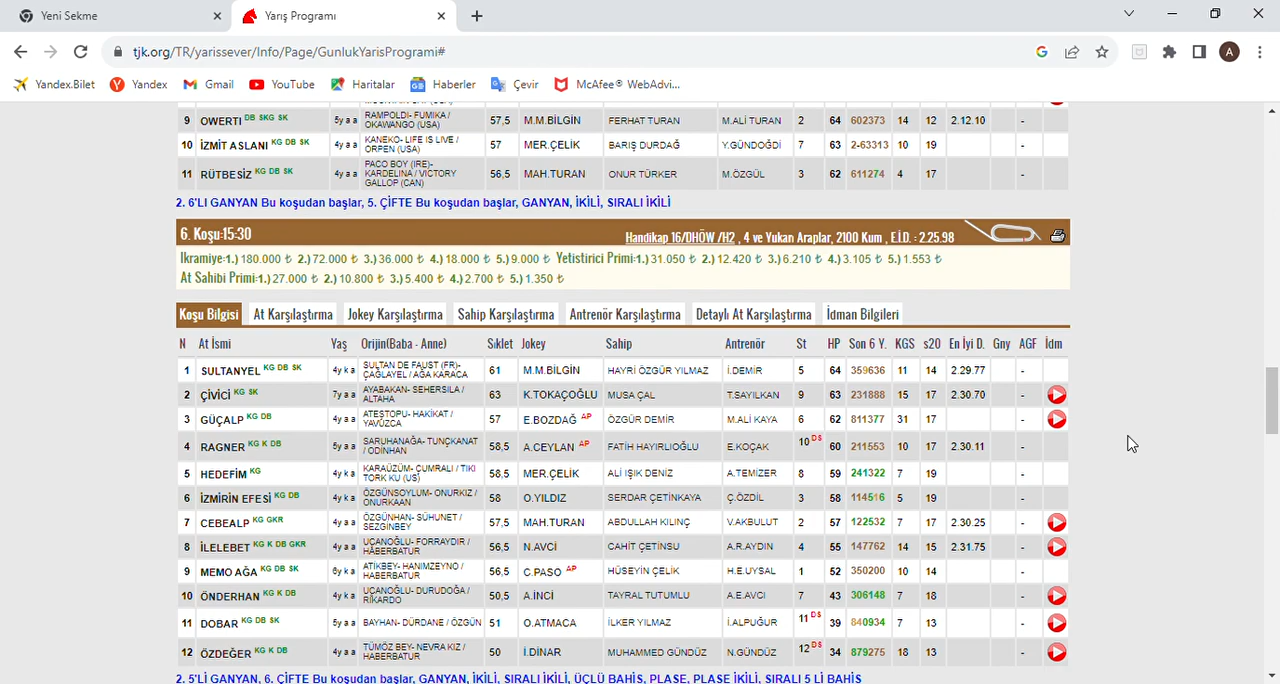 Yeni Sekme
Yarış Programı
tjk.org/TR/yarissever/Info/Page/GunlukYarisProgrami#
A
Yandex.Bilet Yandex Gmail YouTube Haritalar Haberler Çevir McAfee® WebAdvi...
9 OWERTI DB SKG SK 5y a a RAMPOLDI- FUMIKA / OKAWANGO (USA) 57,5 M.M.BİLGİN FERHAT TURAN M.ALİ TURAN 2 64 602373 14 12 2.12.10 -
10 İZMİT ASLANI KG DB SK 4y a a KANEKO- LIFE IS LIVE / ORPEN (USA) 57 MER.ÇELİK BARIŞ DURDAĞ Y.GÜNDOĞDİ 7 63 2-63313 10 19 -
11 RÜTBESİZ KG DB SK 4y a a PACO BOY (IRE)- KARDELINA / VICTORY GALLOP (CAN) 56,5 MAH.TURAN ONUR TÜRKER M.ÖZGÜL 3 62 611274 4 17 -
2. 6'LI GANYAN Bu koşudan başlar, 5. ÇİFTE Bu koşudan başlar, GANYAN, İKİLİ, SIRALI İKİLİ
6. Koşu:15:30
Handikap 16/DHÖW /H2 , 4 ve Yukarı Araplar, 2100 Kum , E.İ.D. : 2.25.98
Ikramiye:1.) 180.000 ₺ 2.) 72.000 ₺ 3.) 36.000 ₺ 4.) 18.000 ₺ 5.) 9.000 ₺ Yetistirici Primi:1.) 31.050 ₺ 2.) 12.420 ₺ 3.) 6.210 ₺ 4.) 3.105 ₺ 5.) 1.553 ₺
At Sahibi Primi:1.) 27.000 ₺ 2.) 10.800 ₺ 3.) 5.400 ₺ 4.) 2.700 ₺ 5.) 1.350 ₺
Koşu Bilgisi At Karşılaştırma Jokey Karşılaştırma Sahip Karşılaştırma Antrenör Karşılaştırma Detaylı At Karşılaştırma İdman Bilgileri
N At İsmi Yaş Orijin(Baba - Anne) Sıklet Jokey Sahip Antrenör St HP Son 6 Y. KGS s20 En İyi D. Gny AGF İdm
1 SULTANYEL KG DB SK 4y k a SULTAN DE FAUST (FR)- ÇAĞLAYEL / AĞA KARACA 61 M.M.BİLGİN HAYRİ ÖZGÜR YILMAZ İ.DEMİR 5 64 359636 11 14 2.29.77 -
2 ÇİVİCİ KG SK 7y a a AYABAKAN- SEHERSILA / ALTAHA 63 K.TOKAÇOĞLU MUSA ÇAL T.SAYILKAN 9 63 231888 15 17 2.30.70 -
3 GÜÇALP KG DB 4y a a ATEŞTOPU- HAKİKAT / YAVUZCA 57 E.BOZDAĞ AP ÖZGÜR DEMİR M.ALİ KAYA 6 62 811377 31 17 -
4 RAGNER KG K DB 5y a a SARUHANAĞA- TUNÇKANAT / ODİNHAN 58,5 A.CEYLAN AP FATİH HAYIRLIOĞLU E.KOÇAK 10 DS 60 211553 10 17 2.30.11 -
5 HEDEFİM KG 4y k a KARAÜZÜM- ÇUMRALI / TIKI TORK KU (US) 58,5 MER.ÇELİK ALİ IŞIK DENİZ A.TEMİZER 8 59 241322 7 19 -
6 İZMİRİN EFESİ KG DB 4y k a ÖZGÜNSOYLUM- ONURKIZ / ONURKAAN 58 O.YILDIZ SERDAR ÇETİNKAYA Ç.ÖZDİL 3 58 114516 5 19 -
7 CEBEALP KG GKR 4y a a ÖZGÜNHAN- SÜHUNET / SEZGİNBEY 57,5 MAH.TURAN ABDULLAH KILINÇ V.AKBULUT 2 57 122532 7 17 2.30.25 -
8 İLELEBET KG K DB GKR 4y a a UÇANOĞLU- FORRAYDIR / HABERBATUR 56,5 N.AVCİ CAHİT ÇETİNSU A.R.AYDIN 4 55 147762 14 15 2.31.75 -
9 MEMO AĞA KG DB SK 6y k a ATİKBEY- HANIMZEYNO / HABERBATUR 56,5 C.PASO AP HÜSEYİN ÇELİK H.E.UYSAL 1 52 350200 10 14 -
10 ÖNDERHAN KG K DB 4y k a UÇANOĞLU- DURUDOĞA / RIKARDO 50,5 A.İNCİ TAYRAL TUTUMLU A.E.AVCI 7 43 306148 7 18 -
11 DOBAR KG DB SK 5y a a BAYHAN- DÜRDANE / ÖZGÜN 51 O.ATMACA İLKER YILMAZ İ.ALPUĞUR 11 DS 39 840934 7 13 -
12 ÖZDEĞER KG K DB 4y a a TÜMÖZ BEY- NEVRA KIZ / HABERBATUR 50 İ.DİNAR MUHAMMED GÜNDÜZ N.GÜNDÜZ 12 DS 34 879275 18 13 -
2. 5'Lİ GANYAN, 6. ÇİFTE Bu koşudan başlar, GANYAN, İKİLİ, SIRALI İKİLİ, ÜÇLÜ BAHİS, PLASE, PLASE İKİLİ, SIRALI 5 Lİ BAHİS